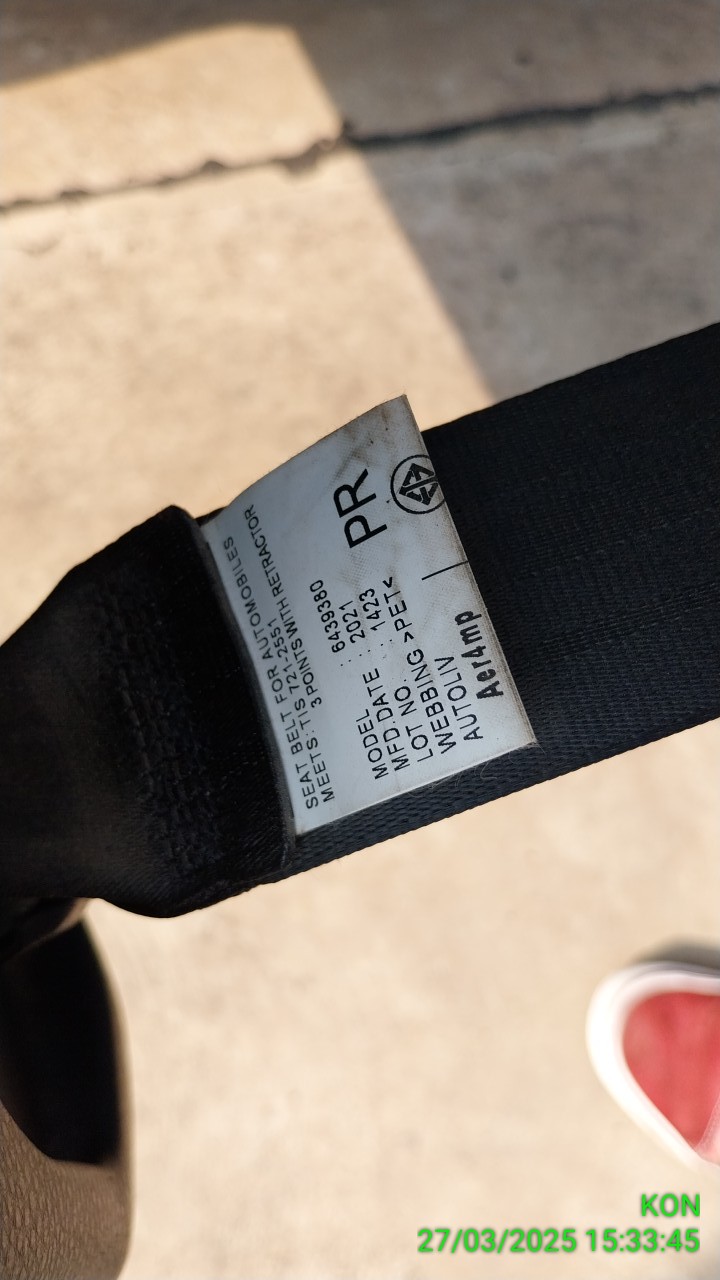 SEAT BELT FOR AUTOMOBILES
MEETS:TIS 721-2551
3 POINTS WITH RETRACTOR
PR
MODEL : 6439380
MFD.DATE : 2021
LOT NO. : 1423
WEBBING >PET<
AUTOLIV
Aer4mp
KON
27/03/2025 15:33:45